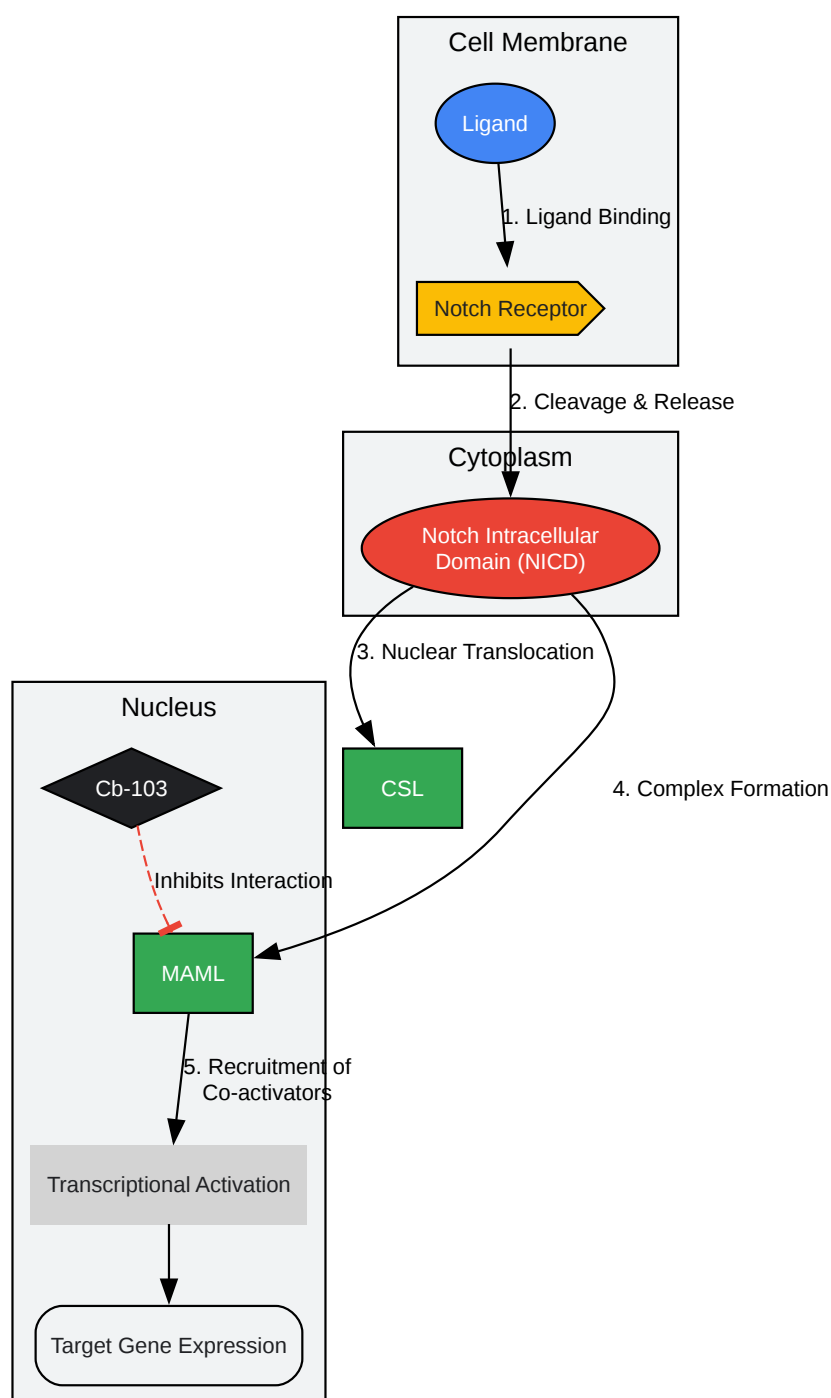 Cell Membrane
Ligand
1. Ligand Binding
Notch Receptor
2. Cleavage & Release
Cytoplasm
Notch Intracellular
Domain (NICD)
3. Nuclear Translocation
Nucleus
Cb-103
CSL
4. Complex Formation
Inhibits Interaction
MAML
5. Recruitment of
Co-activators
Transcriptional Activation
Target Gene Expression